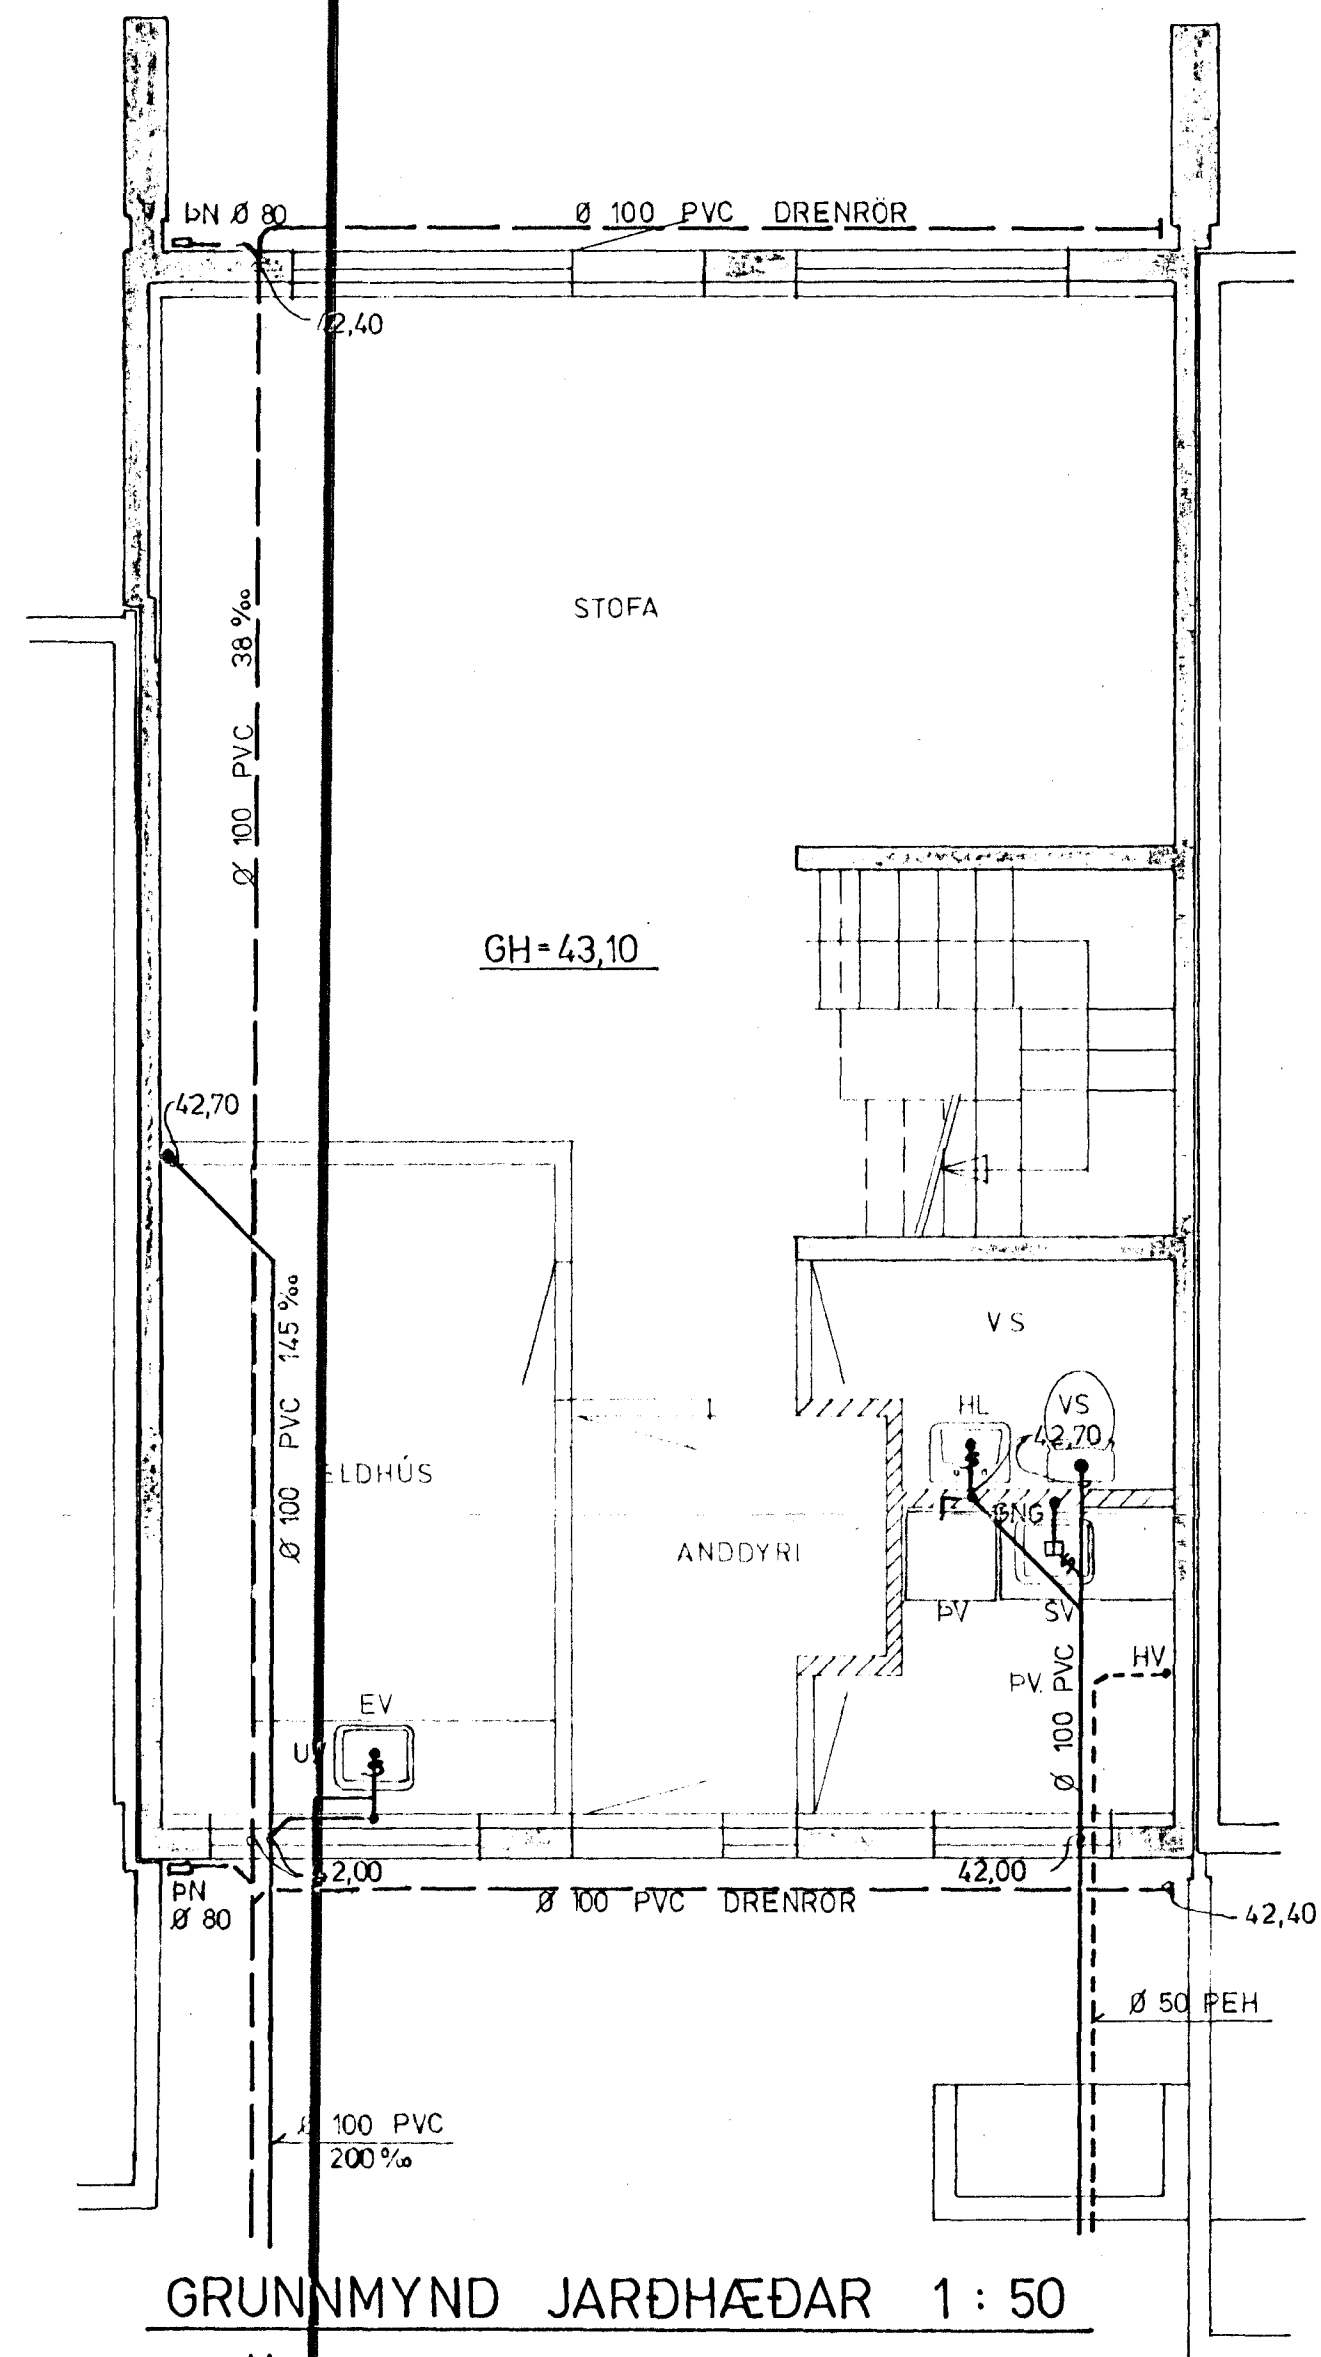 ÞN Ø 80
Ø 100 PVC DRENRÖR
42,40
Ø 100 PVC 38 ‰
STOFA
GH=43,10
42,70
Ø 100 PVC 145 ‰
VS
HL
VS
42,70
ELDHÚS
GNG
ANDDYRI
ÞV
SV
HV
ÞV.
Ø 100 PVC
EV
UV
42,00
42,00
ÞN
Ø 80
Ø 100 PVC DRENRÖR
42,40
Ø 50 PEH
Ø 100 PVC
200‰
GRUNNMYND JARÐHÆÐAR 1:50